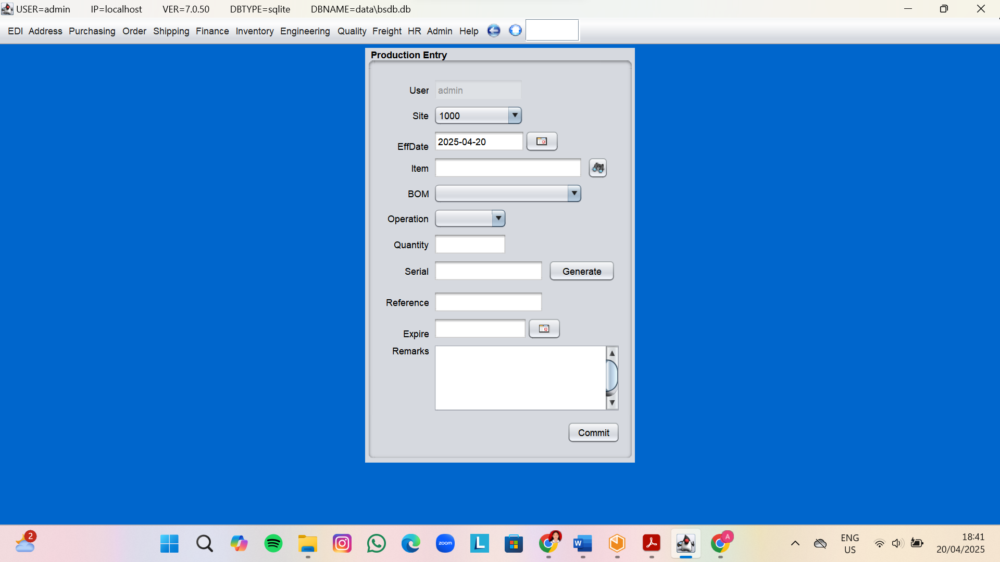 USER=admin IP=localhost VER=7.0.50 DBTYPE=sqlite DBNAME=data\bsdb.db
EDI Address Purchasing Order Shipping Finance Inventory Engineering Quality Freight HR Admin Help
Production Entry
User admin
Site 1000
EffDate 2025-04-20
Item
BOM
Operation
Quantity
Serial Generate
Reference
Expire
Remarks
Commit
2
zoom
L
W
A
ENG
US
18:41
20/04/2025